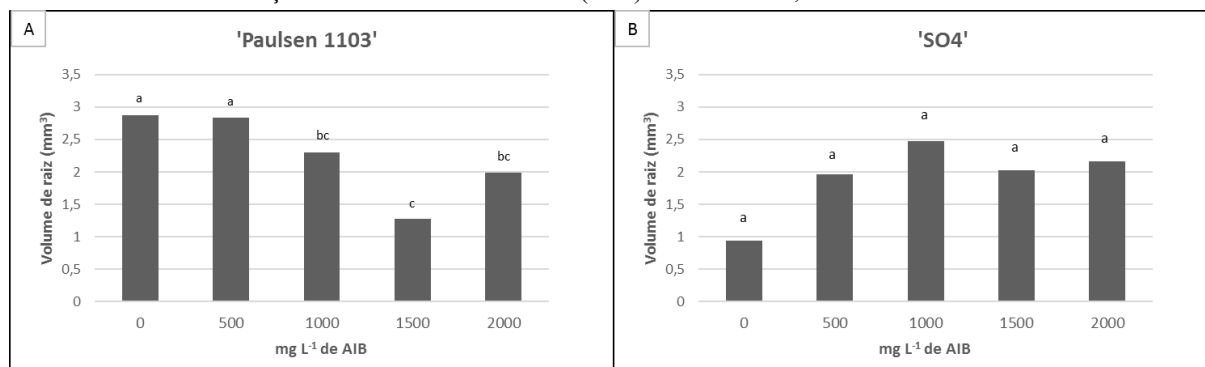 A
'Paulsen 1103'
Volume de raiz (mm³)
3,5
3
2,5
2
1,5
1
0,5
0
a
a
bc
c
bc
0 500 1000 1500 2000
mg L⁻¹ de AIB
B
'SO4'
Volume de raiz (mm³)
3,5
3
2,5
2
1,5
1
0,5
0
a
a
a
a
a
0 500 1000 1500 2000
mg L⁻¹ de AIB